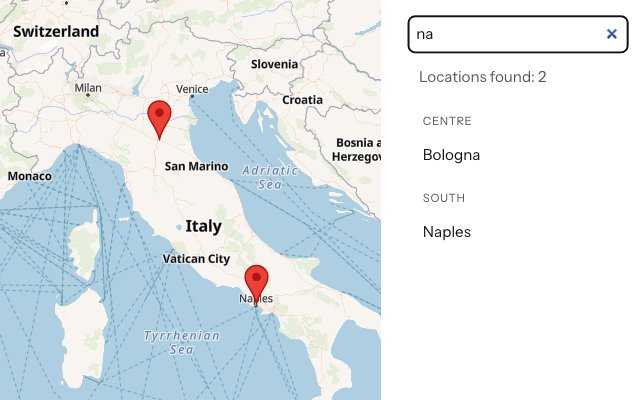 Switzerland
Slovenia
Milan
Venice
Croatia
Bosnia a
Herzegov
San Marino
Monaco
Adriatic
Sea
Italy
Vatican City
Naples
Tyrrhenian
Sea
na
Locations found: 2
CENTRE
Bologna
SOUTH
Naples